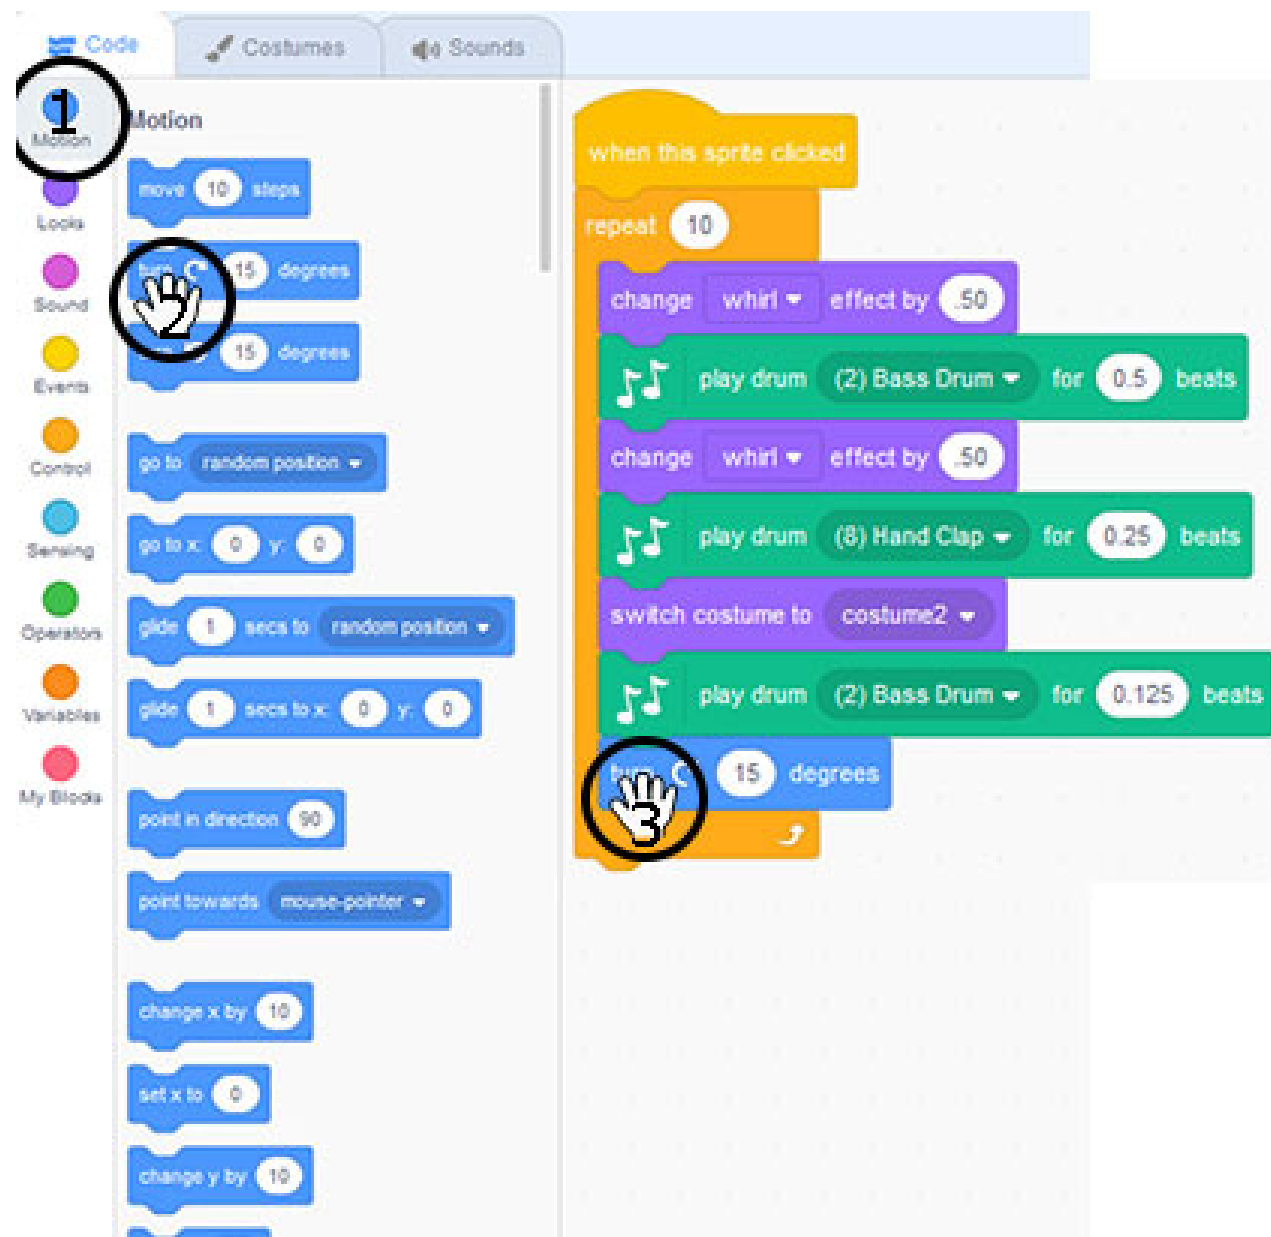 Code
Costumes
Sounds
1
Motion
Looks
Sound
Events
Control
Sensing
Operators
Variables
My Blocks
Motion
move 10 steps
turn 15 degrees
2
15 degrees
go to random position
go to x: 0 y: 0
glide 1 secs to random position
glide 1 secs to x: 0 y: 0
point in direction 90
point towards mouse-pointer
change x by 10
set x to 0
change y by 10
when this sprite clicked
repeat 10
change whirl effect by .50
play drum (2) Bass Drum for 0.5 beats
change whirl effect by .50
play drum (8) Hand Clap for 0.25 beats
switch costume to costume2
play drum (2) Bass Drum for 0.125 beats
turn 15 degrees
3